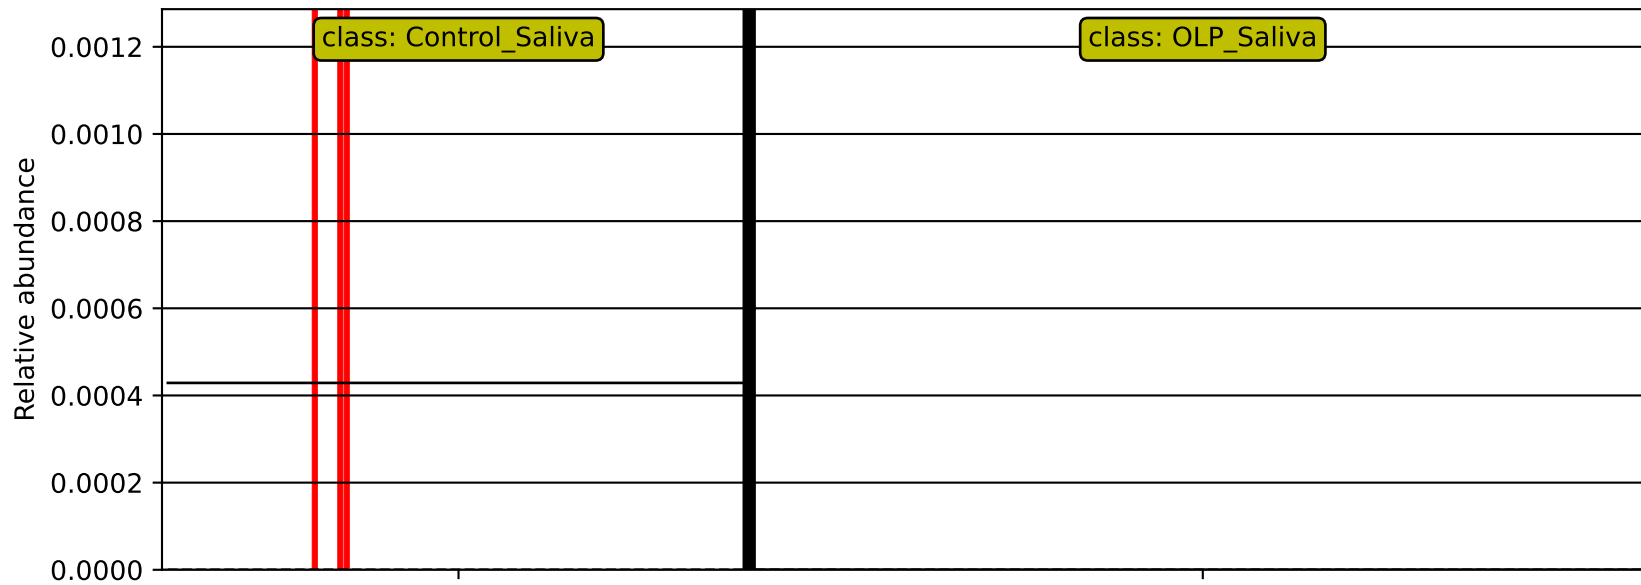 class: Control_Saliva
class: OLP_Saliva
0.0012
0.0010
0.0008
0.0006
0.0004
0.0002
0.0000
Relative abundance